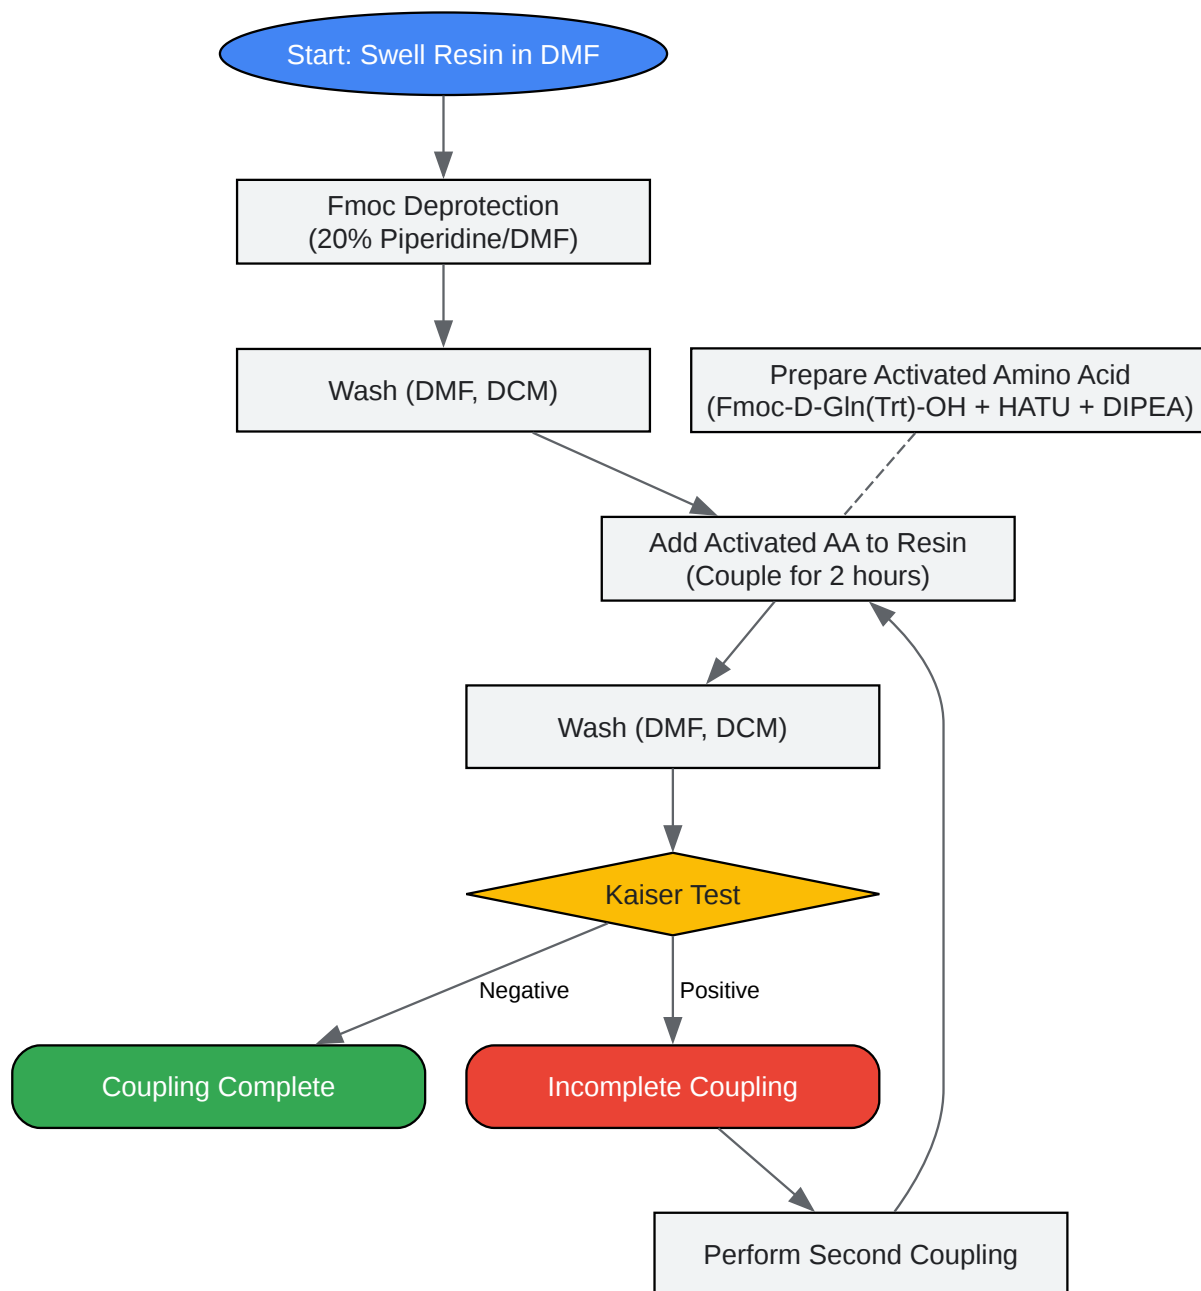 Start: Swell Resin in DMF
Fmoc Deprotection
(20% Piperidine/DMF)
Wash (DMF, DCM)
Prepare Activated Amino Acid
(Fmoc-D-Gln(Trt)-OH + HATU + DIPEA)
Add Activated AA to Resin
(Couple for 2 hours)
Wash (DMF, DCM)
Kaiser Test
Negative
Positive
Coupling Complete
Incomplete Coupling
Perform Second Coupling